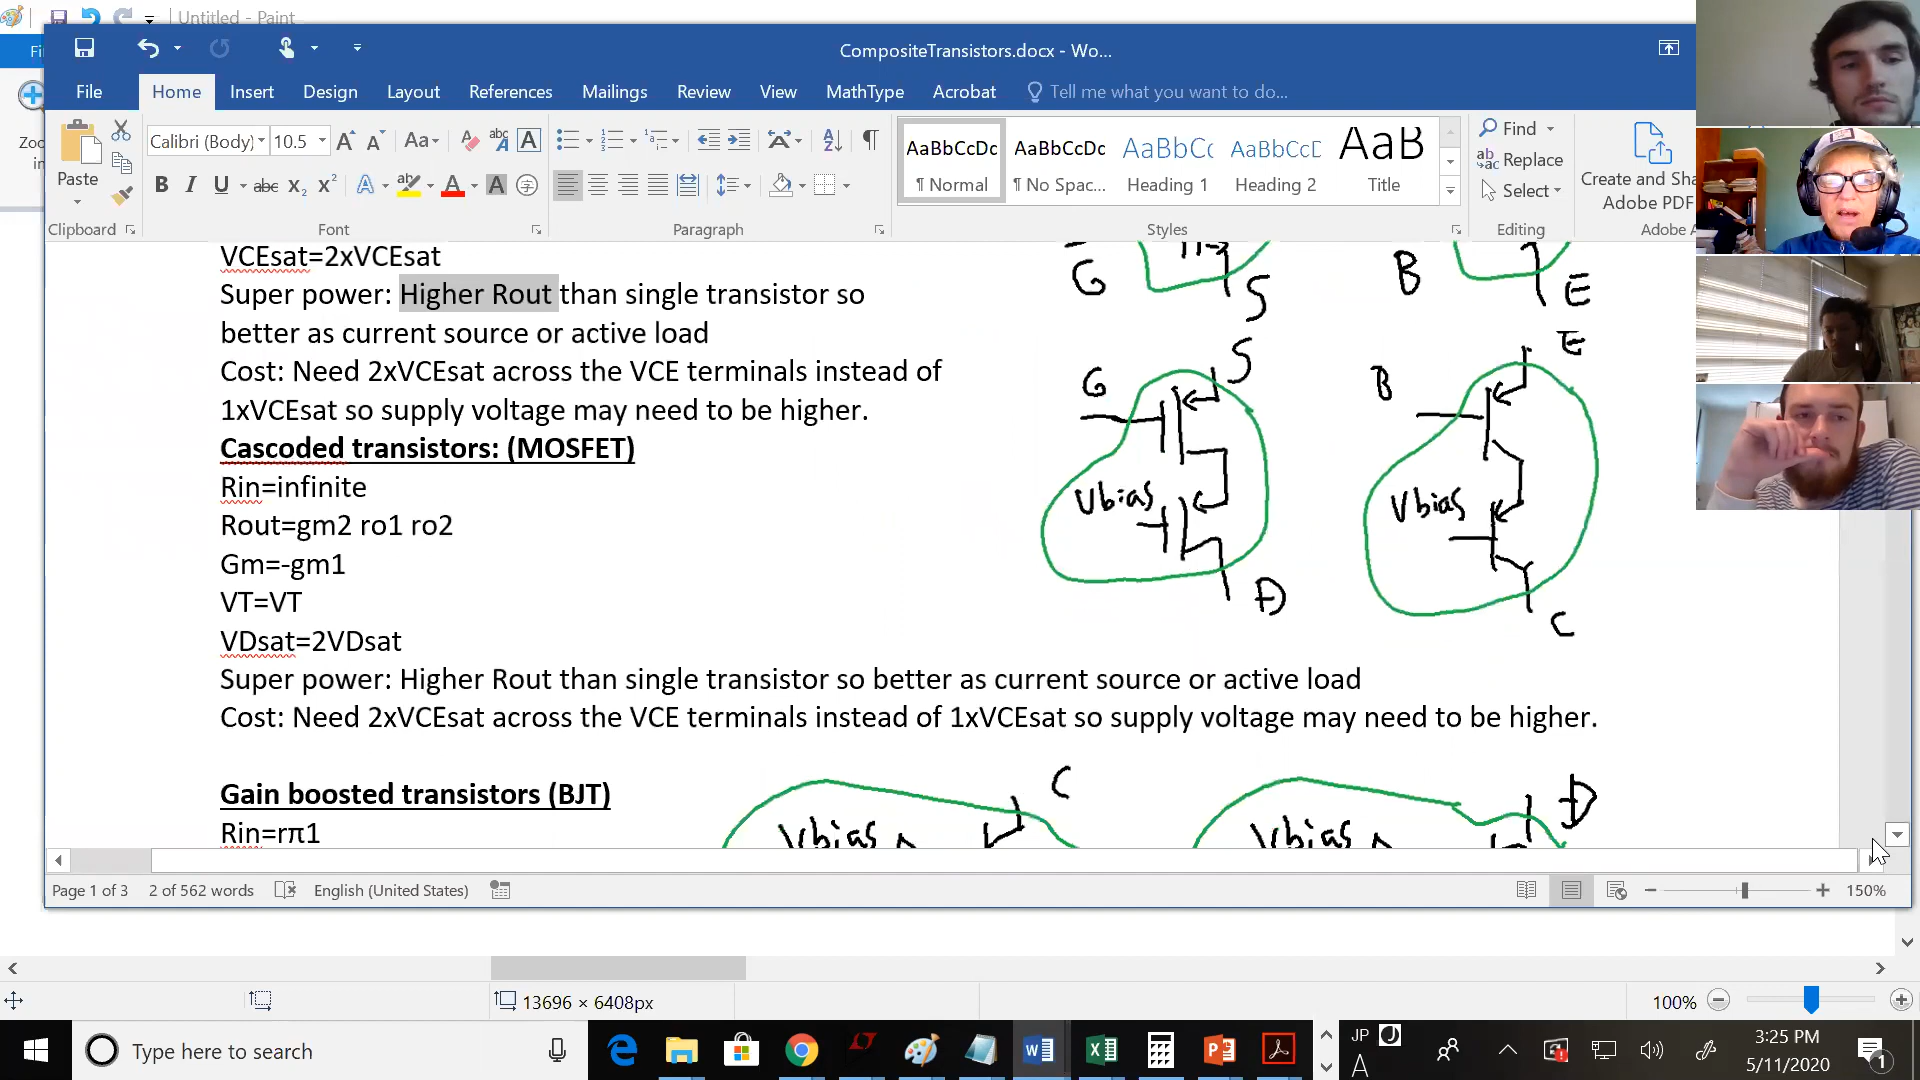 Untitled - Paint
CompositeTransistors.docx - Wo...
File
Home
Insert
Design
Layout
References
Mailings
Review
View
MathType
Acrobat
Tell me what you want to do...
Paste
Calibri (Body)
10.5
AaBbCcDc
¶ Normal
AaBbCcDc
¶ No Spac...
AaBbCc
Heading 1
AaBbCcD
Heading 2
AaB
Title
Find
Replace
Select
Create and Sha
Adobe PDF
Clipboard
Font
Paragraph
Styles
Editing
Adobe A
VCEsat=2xVCEsat
Super power: Higher Rout than single transistor so
better as current source or active load
Cost: Need 2xVCEsat across the VCE terminals instead of
1xVCEsat so supply voltage may need to be higher.
Cascoded transistors: (MOSFET)
Rin=infinite
Rout=gm2 ro1 ro2
Gm=-gm1
VT=VT
VDsat=2VDsat
Super power: Higher Rout than single transistor so better as current source or active load
Cost: Need 2xVCEsat across the VCE terminals instead of 1xVCEsat so supply voltage may need to be higher.
Gain boosted transistors (BJT)
Rin=rπ1
G
S
B
E
G
S
Vbias
D
B
E
Vbias
C
C
Vbias
D
Vbias
Page 1 of 3
2 of 562 words
English (United States)
150%
13696 × 6408px
100%
Type here to search
JP
A
3:25 PM
5/11/2020
1